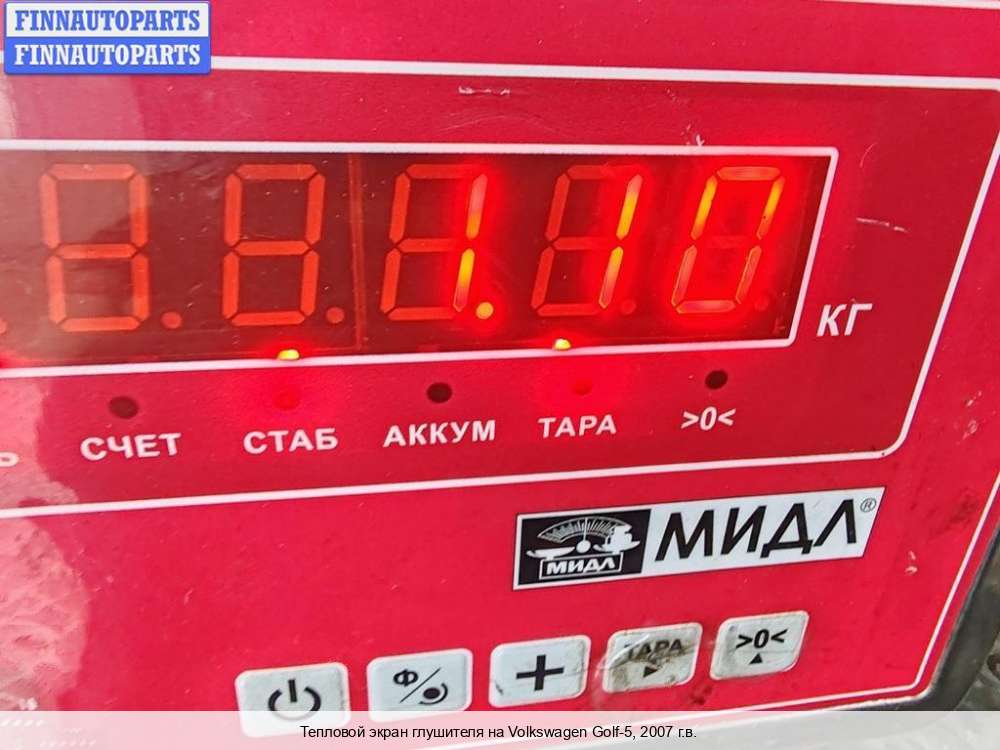 FINNAUTOPARTS
FINNAUTOPARTS
1.10
КГ
СЧЕТ СТАБ АККУМ ТАРА >0<
МИДЛ®
МИДЛ
Ф/ + ТАРА >0<
Тепловой экран глушителя на Volkswagen Golf-5, 2007 г.в.